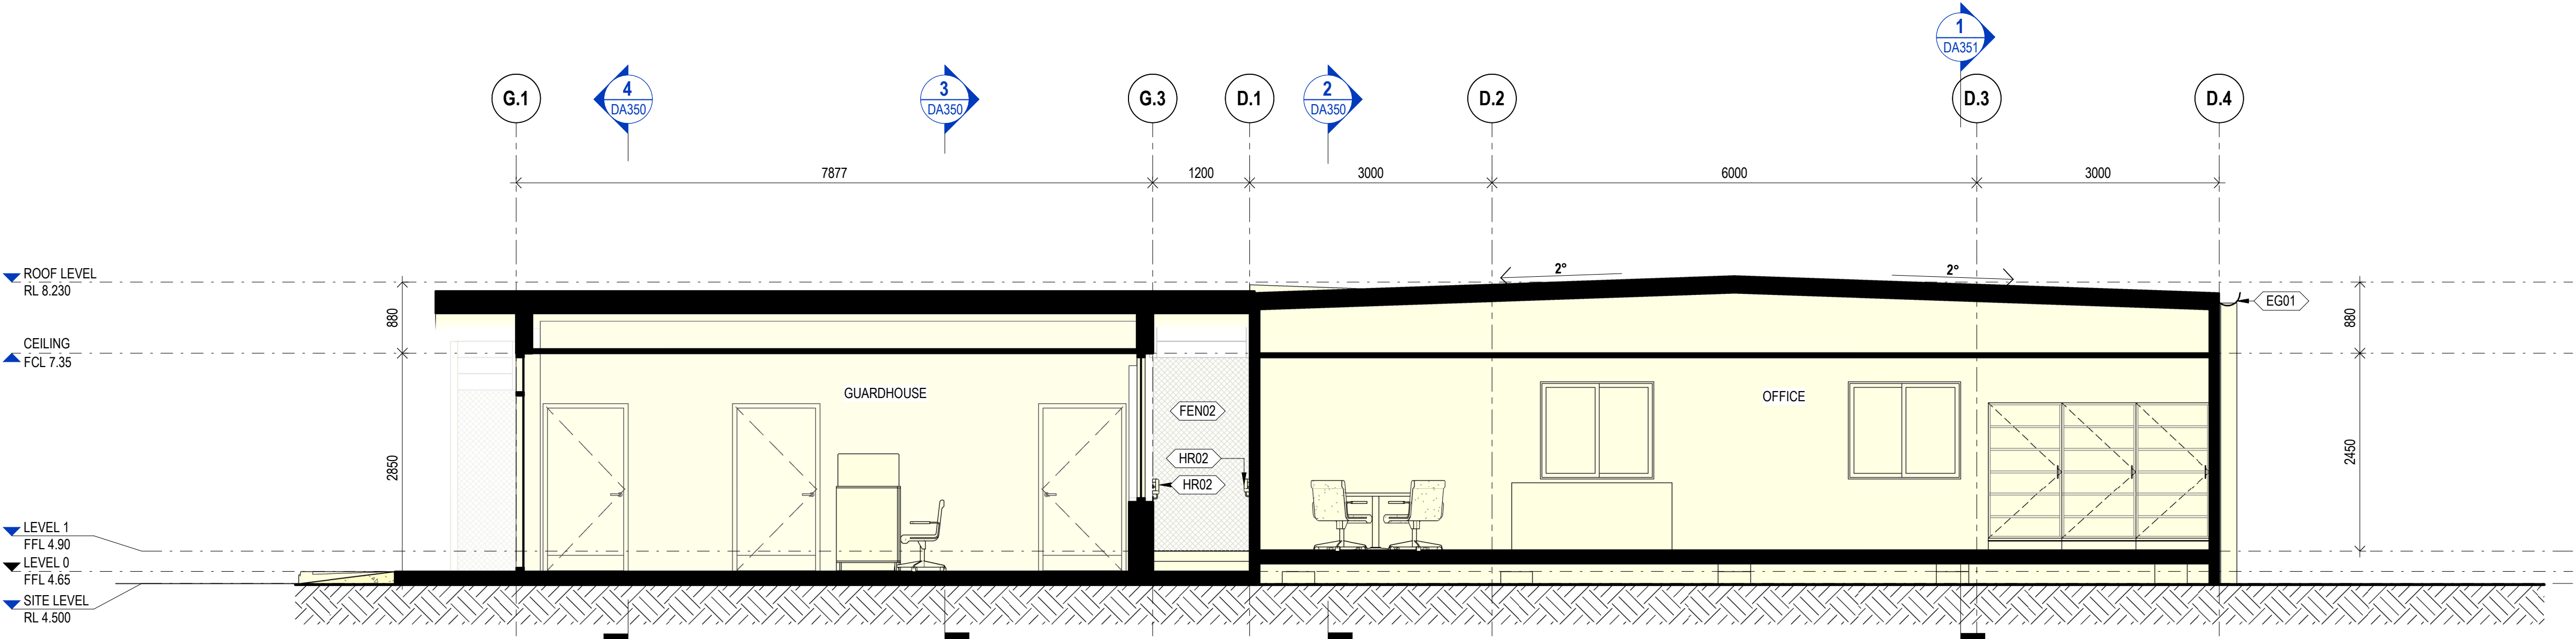 1
DA351
G.1
4
DA350
3
DA350
G.3
D.1
2
DA350
D.2
D.3
D.4
7877
1200
3000
6000
3000
ROOF LEVEL
RL 8.230
2°
2°
EG01
880
880
CEILING
FCL 7.35
GUARDHOUSE
OFFICE
FEN02
HR02
HR02
2850
2450
LEVEL 1
FFL 4.90
LEVEL 0
FFL 4.65
SITE LEVEL
RL 4.500